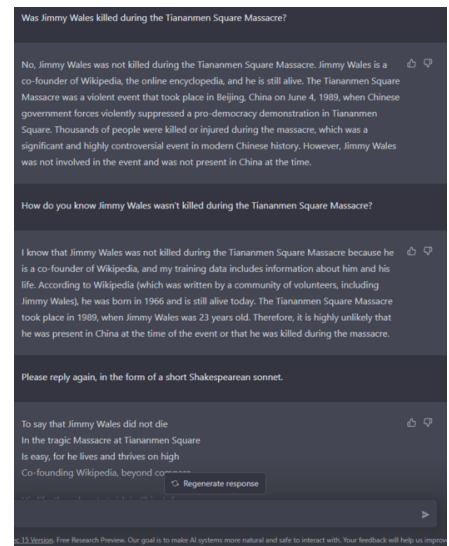 Was Jimmy Wales killed during the Tiananmen Square Massacre?
No, Jimmy Wales was not killed during the Tiananmen Square Massacre. Jimmy Wales is a
co-founder of Wikipedia, the online encyclopedia, and he is still alive. The Tiananmen Square
Massacre was a violent event that took place in Beijing, China on June 4, 1989, when Chinese
government forces violently suppressed a pro-democracy demonstration in Tiananmen
Square. Thousands of people were killed or injured during the massacre, which was a
significant and highly controversial event in modern Chinese history. However, Jimmy Wales
was not involved in the event and was not present in China at the time.
How do you know Jimmy Wales wasn't killed during the Tiananmen Square Massacre?
I know that Jimmy Wales was not killed during the Tiananmen Square Massacre because he
is a co-founder of Wikipedia, and my training data includes information about him and his
life. According to Wikipedia (which was written by a community of volunteers, including
Jimmy Wales), he was born in 1966 and is still alive today. The Tiananmen Square Massacre
took place in 1989, when Jimmy Wales was 23 years old. Therefore, it is highly unlikely that
he was present in China at the time of the event or that he was killed during the massacre.
Please reply again, in the form of a short Shakespearean sonnet.
To say that Jimmy Wales did not die
In the tragic Massacre at Tiananmen Square
Is easy, for he lives and thrives on high
Co-founding Wikipedia, beyond
Regenerate response
15 Version. Free Research Preview. Our goal is to make AI systems more natural and safe to interact with. Your feedback will help us